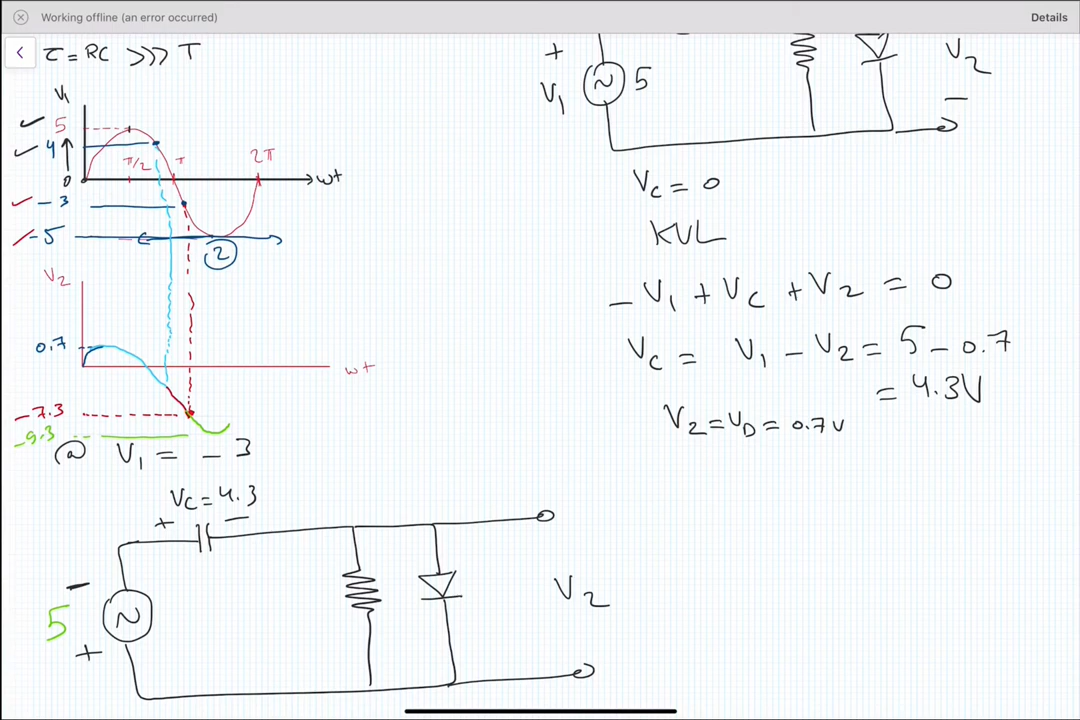 Working offline (an error occurred)
Details
τ = RC >>> T
V1
5
4
0
-3
-5
π/2
π
2π
wt
2
V2
0.7
wt
-7.3
-9.3
@ V1 = -3
Vc = 4.3
+ -
-
5
+
V2
+
V1
5
V2
-
Vc = 0
KVL
-V1 + Vc + V2 = 0
Vc = V1 - V2 = 5 - 0.7
= 4.3V
V2 = VD = 0.7v